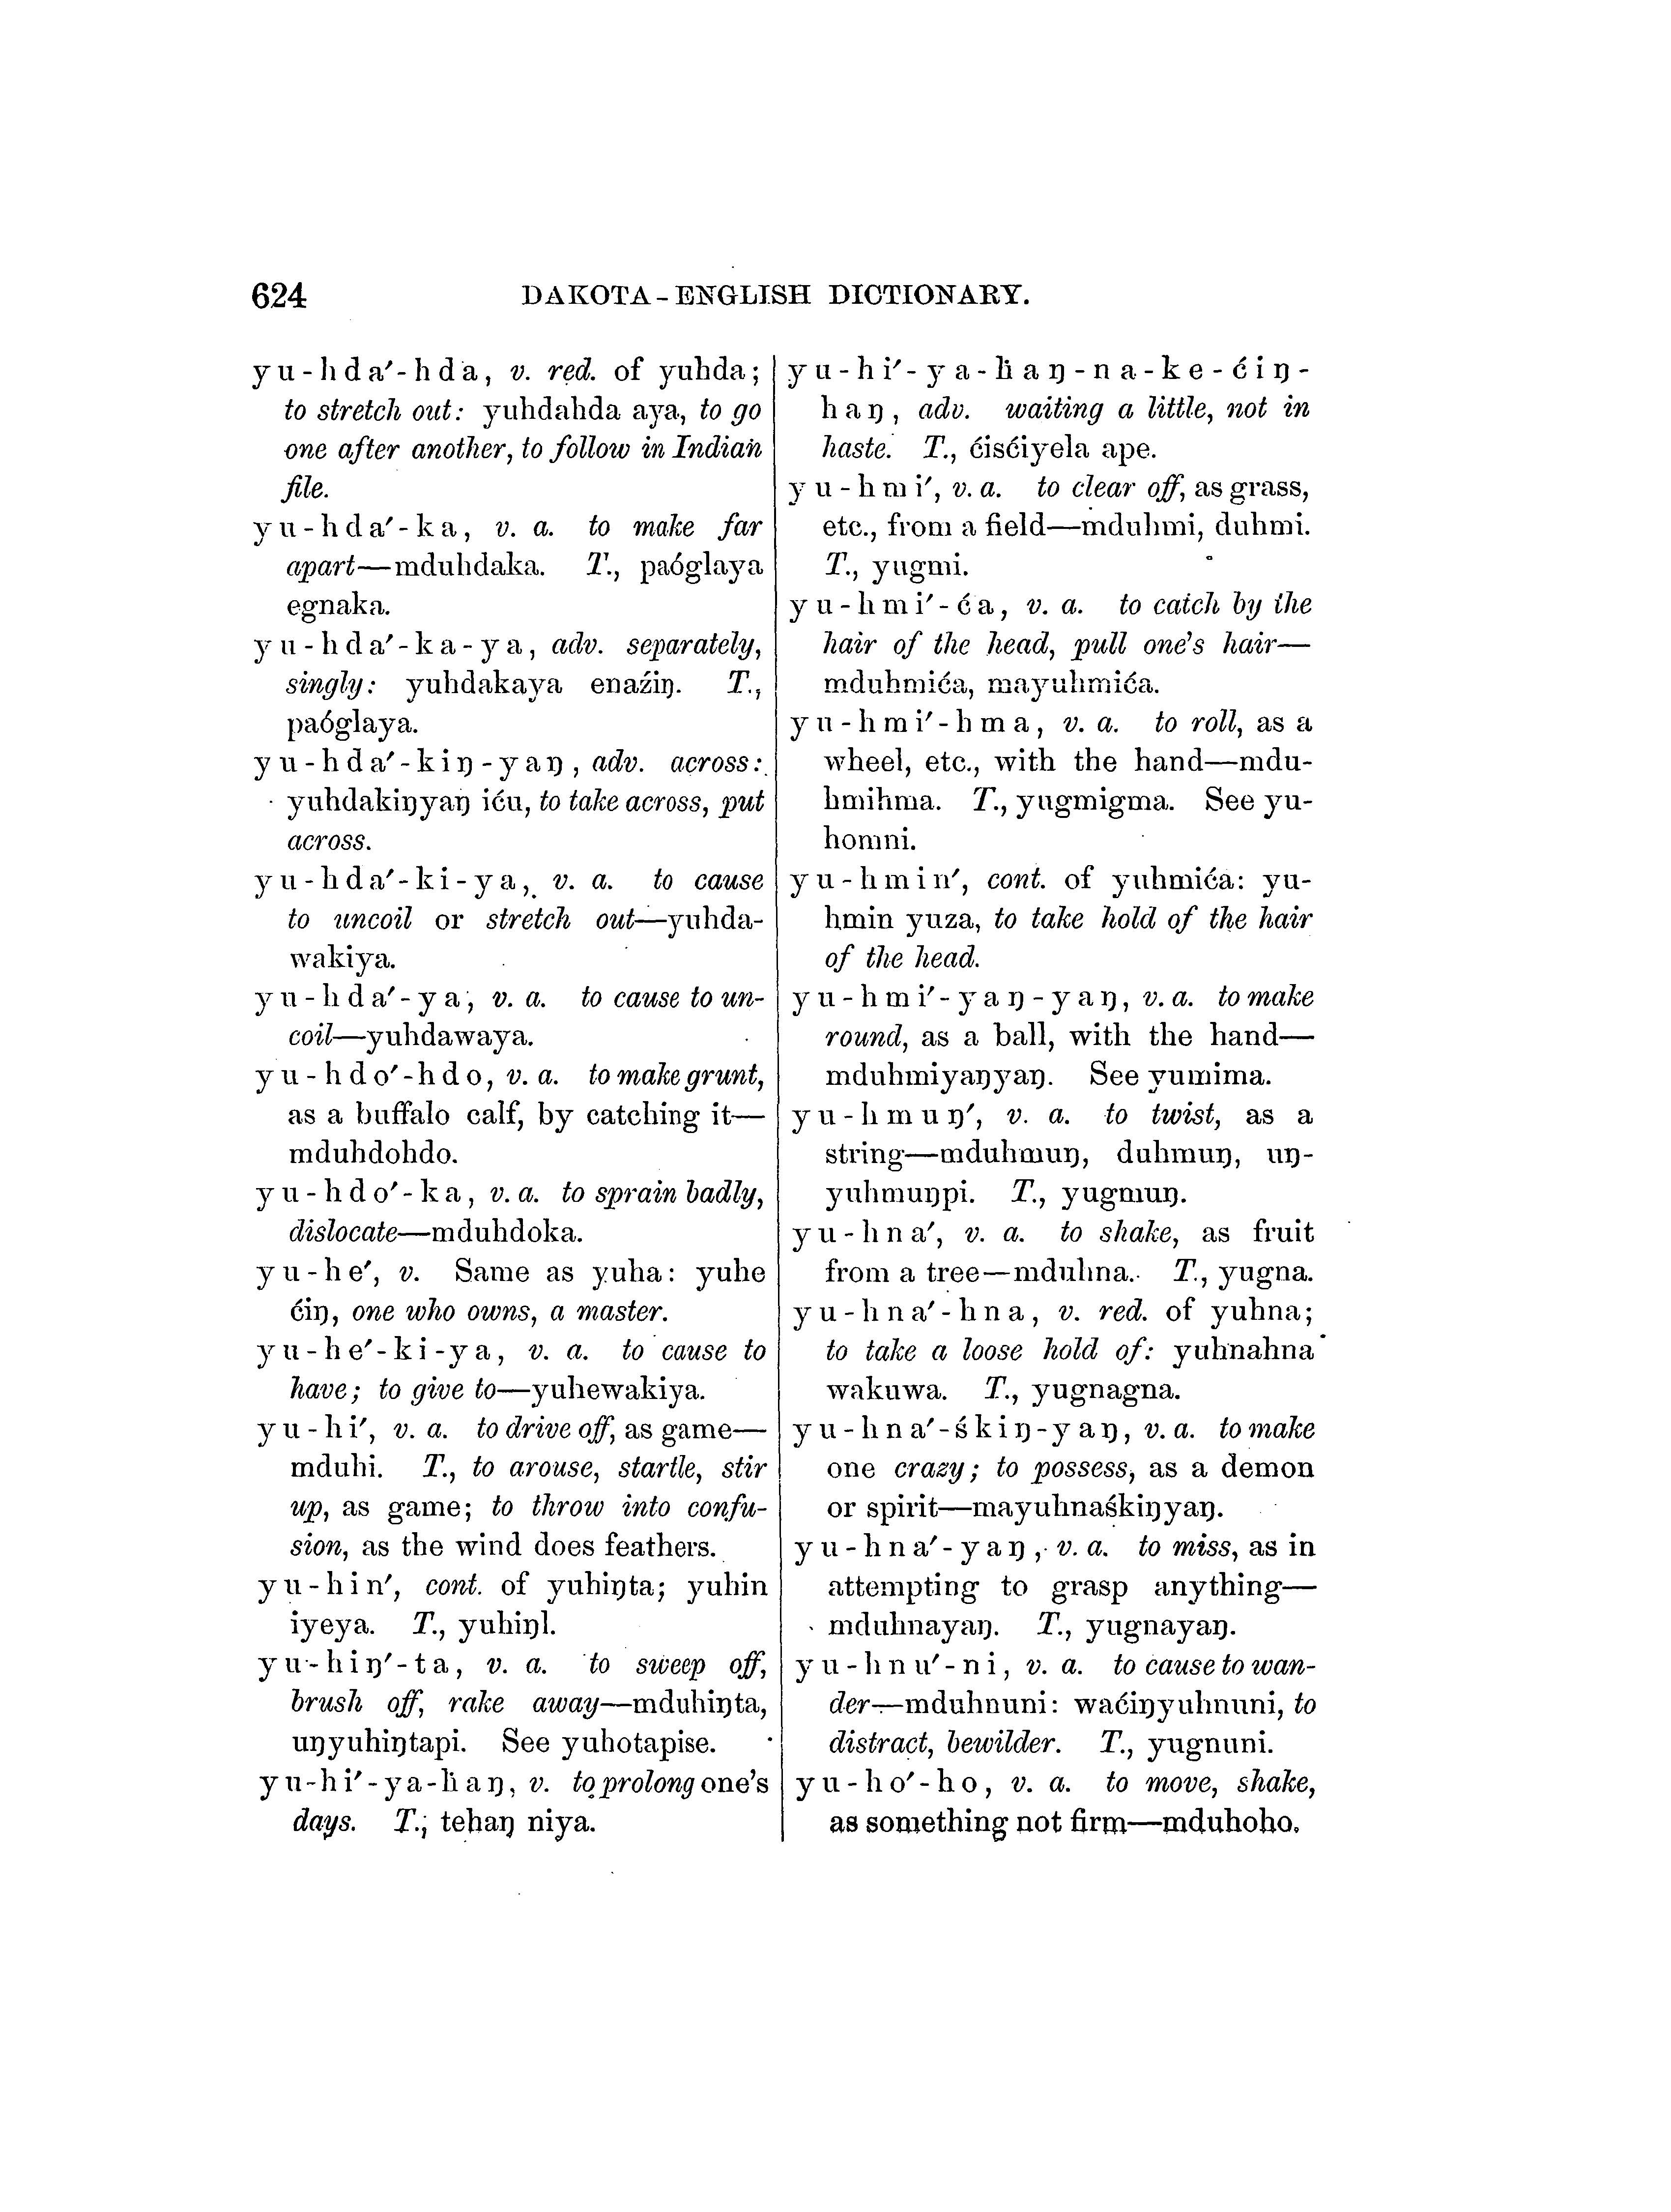 624 DAKOTA-ENGLISH DICTIONARY.
yu-hda′-hda, v. red. of yuhda;
to stretch out: yuhdahda aya, to go
one after another, to follow in Indian
file.
yu-hda′-ka, v. a. to make far
apart—mduhdaka. T., paóglaya
egnaka.
yu-hda′-ka-ya, adv. separately,
singly: yuhdakaya enaźiŋ. T.,
paóglaya.
yu-hda′-kiŋ-yaŋ, adv. across:
yuhdakiŋyaŋ ića, to take across, put
across.
yu-hda′-ki-ya, v. a. to cause
to uncoil or stretch out—yuhda-
wakiya.
yu-hda′-ya, v. a. to cause to un-
coil—yuhdawaya.
yu-hdo′-hdo, v. a. to make grunt,
as a buffalo calf, by catching it—
mduhdohdo.
yu-hdo′-ka, v. a. to sprain badly,
dislocate—mduhdoka.
yu-he′, v. Same as yuha: yuhe
ćiŋ, one who owns, a master.
yu-he′-ki-ya, v. a. to cause to
have; to give to—yuhewakiya.
yu-hi′, v. a. to drive off, as game—
mduhi. T., to arouse, startle, stir
up, as game; to throw into confu-
sion, as the wind does feathers.
yu-hin′, cont. of yuhiŋta; yuhin
iyeya. T., yuhiŋl.
yu-hiŋ′-ta, v. a. to sweep off,
brush off, rake away—mduhiŋta,
uŋyuhiŋtapi. See yuhotapise.
yu-hi′-ya-ḣaŋ, v. to prolong one's
days. T., tehaŋ niya.
yu-hi′-ya-ḣaŋ-na-ke-ćiŋ-
haŋ, adv. waiting a little, not in
haste. T., ćisćiyela ape.
yu-hmi′, v. a. to clear off, as grass,
etc., from a field—mduhmi, duhmi.
T., yugmi.
yu-hmi′-ća, v. a. to catch by the
hair of the head, pull one's hair—
mduhmića, mayuhmića.
yu-hmi′-hma, v. a. to roll, as a
wheel, etc., with the hand—mdu-
hmihma. T., yugmigma. See yu-
homni.
yu-hmin′, cont. of yuhmića: yu-
hmin yuza, to take hold of the hair
of the head.
yu-hmi′-yaŋ-yaŋ, v. a. to make
round, as a ball, with the hand—
mduhmiyaŋyaŋ. See yumima.
yu-hmuŋ′, v. a. to twist, as a
string—mduhmuŋ, duhmuŋ, uŋ-
yuhmuŋpi. T., yugmuŋ.
yu-hna′, v. a. to shake, as fruit
from a tree—mduhna. T., yugna.
yu-hna′-hna, v. red. of yuhna;
to take a loose hold of: yuhnahna
wakuwa. T., yugnagna.
yu-hna′-śkiŋ-yaŋ, v. a. to make
one crazy; to possess, as a demon
or spirit—mayuhnaśkiŋyaŋ.
yu-hna′-yaŋ, v. a. to miss, as in
attempting to grasp anything—
mduhnayaŋ. T., yugnayaŋ.
yu-hnu′-ni, v. a. to cause to wan-
der—mduhnuni: waćiŋyuhnuni, to
distract, bewilder. T., yugnuni.
yu-ho′-ho, v. a. to move, shake,
as something not firm—mduhoho.